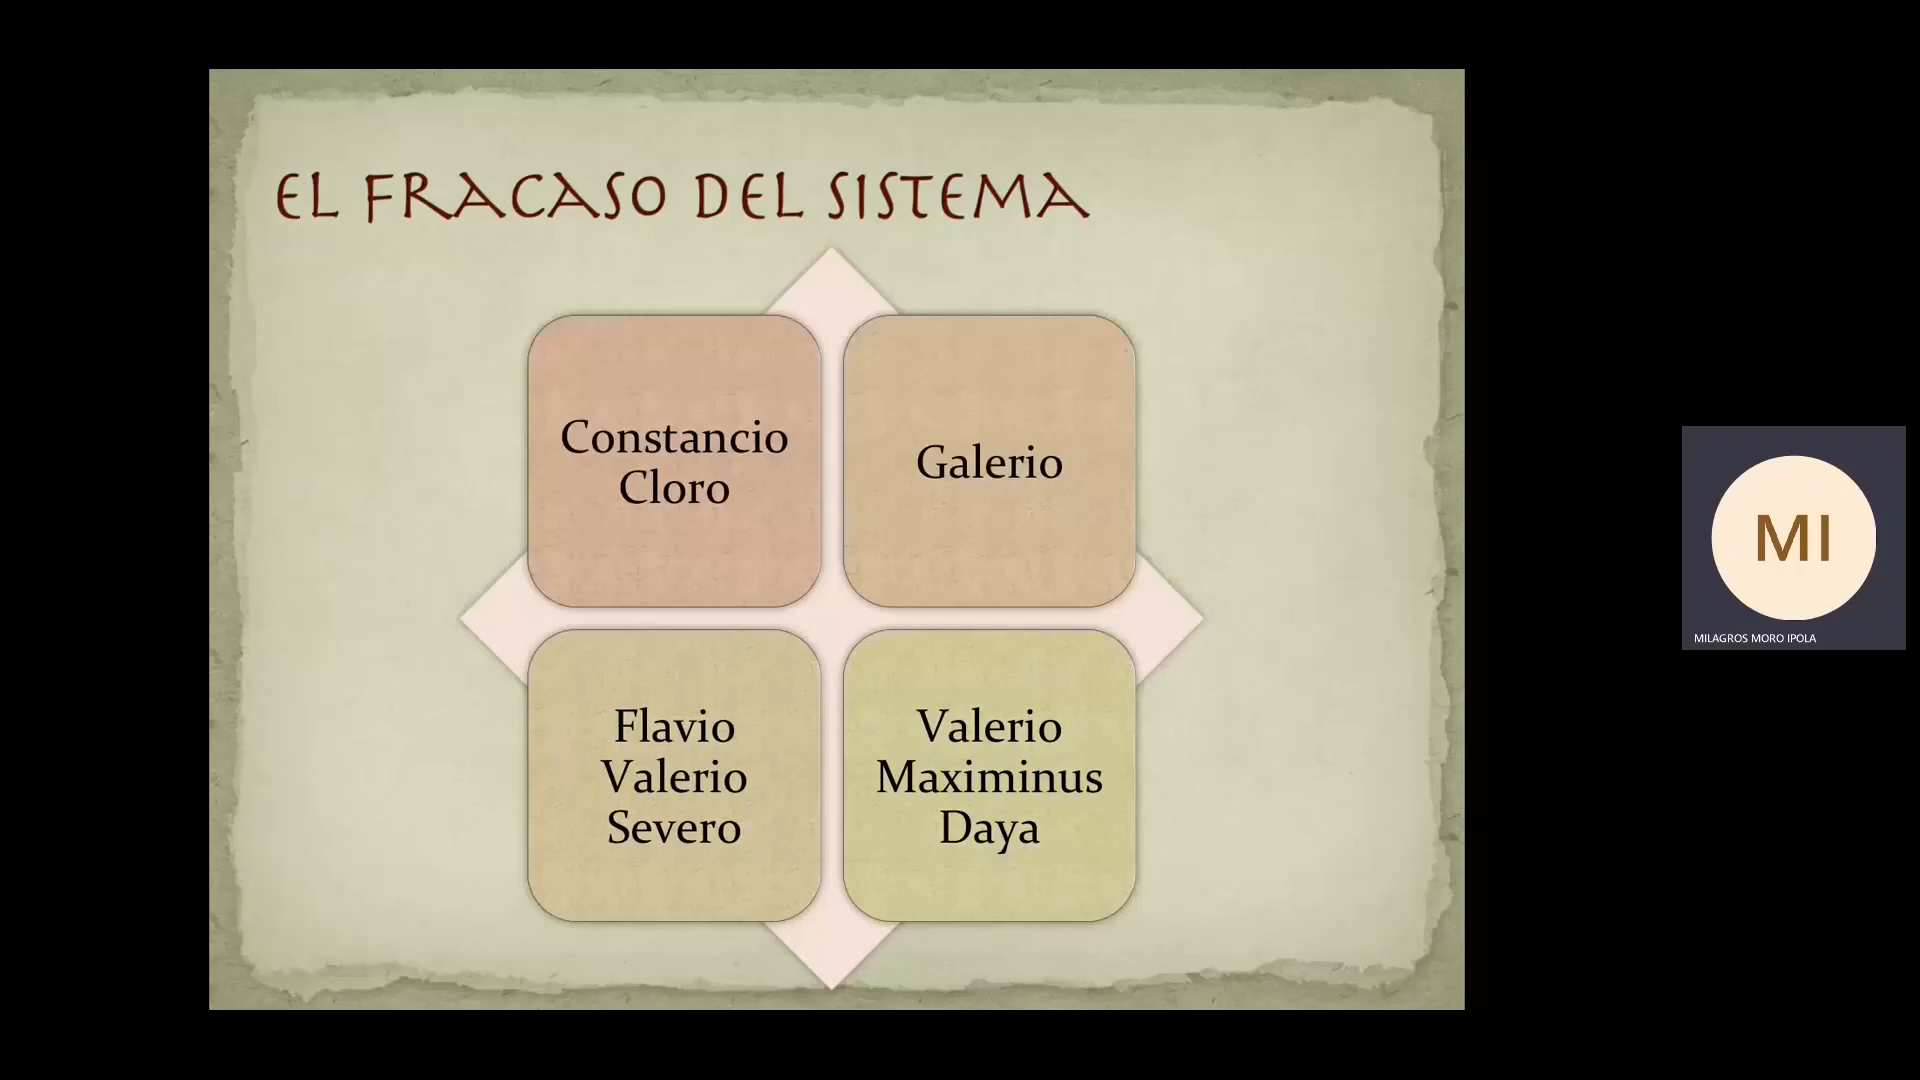 EL FRACASO DEL SISTEMA
Constancio
Cloro
Galerio
Flavio
Valerio
Severo
Valerio
Maximinus
Daya
MI
MILAGROS MORO IPOLA